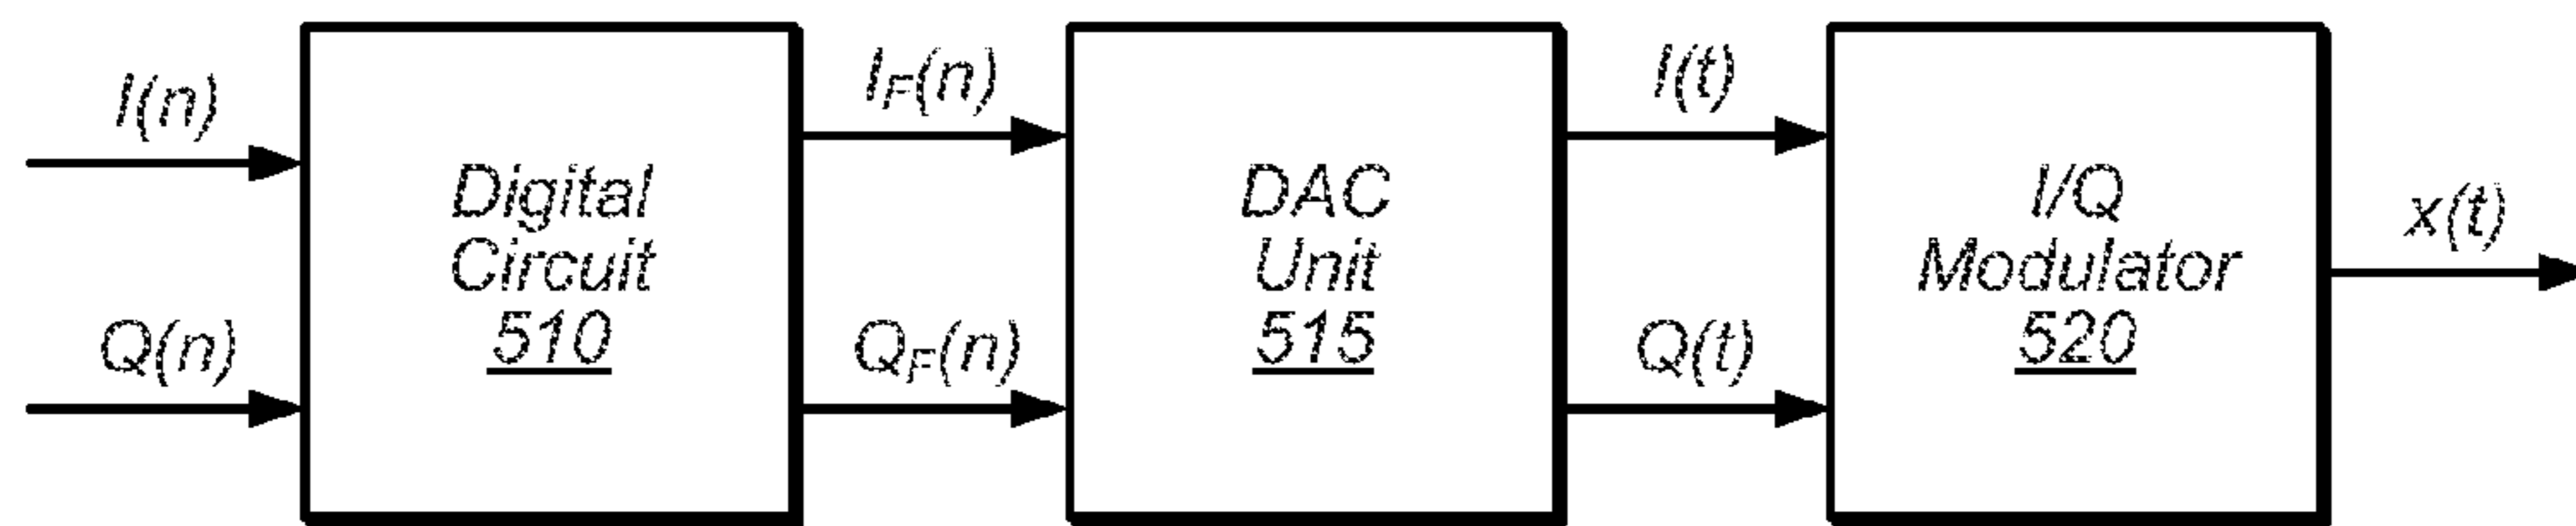 I(n)
Q(n)
Digital
Circuit
510
I_F(n)
Q_F(n)
DAC
Unit
515
I(t)
Q(t)
I/Q
Modulator
520
x(t)